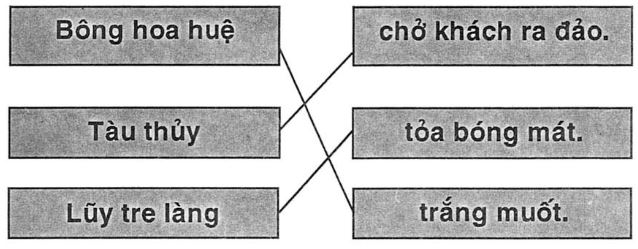 Bông hoa huệ
chở khách ra đảo.
Tàu thủy
tỏa bóng mát.
Lũy tre làng
trắng muốt.